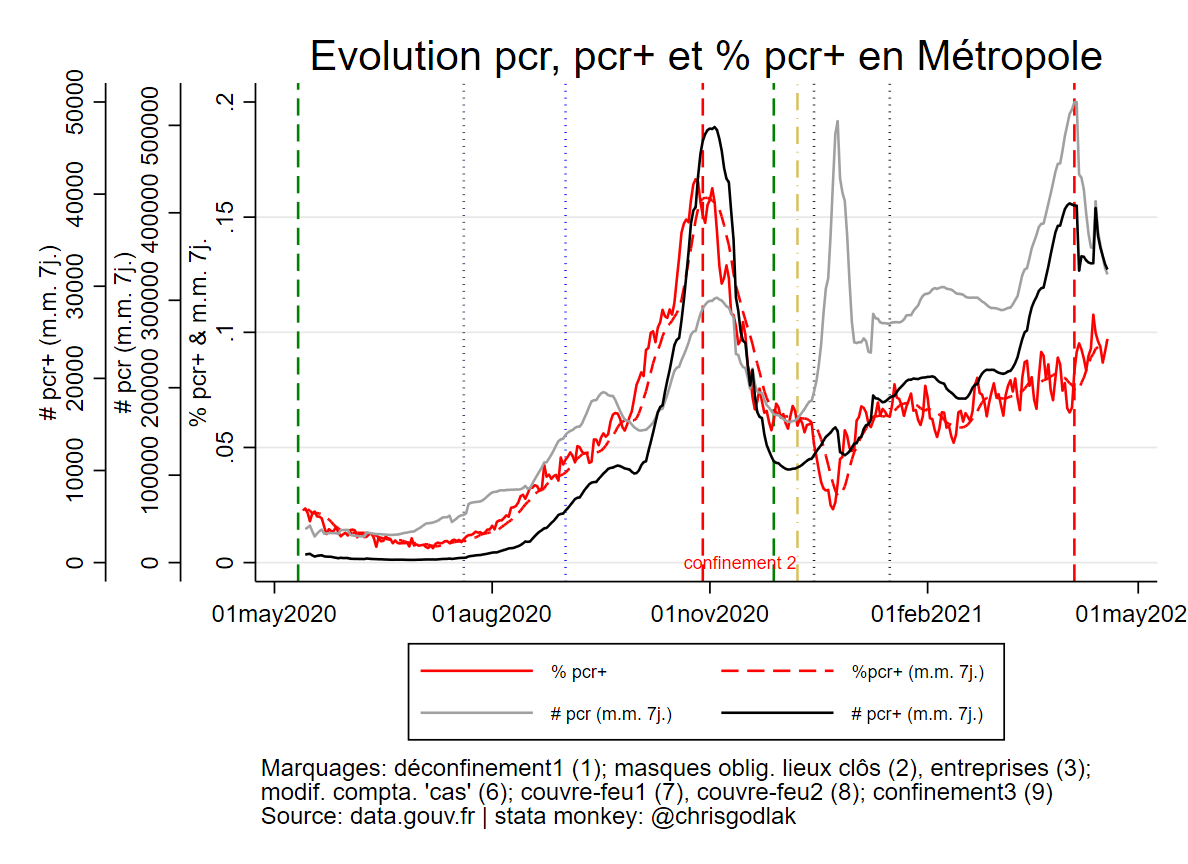 Evolution pcr, pcr+ et % pcr+ en Métropole
# pcr+ (m.m. 7j.)
0 10000 20000 30000 40000 50000
# pcr (m.m. 7j.)
0 100000 200000 300000 400000 500000
% pcr+ & m.m. 7j.
0 .05 .1 .15 .2
confinement 2
01may2020 01aug2020 01nov2020 01feb2021 01may202
% pcr+ %pcr+ (m.m. 7j.)
# pcr (m.m. 7j.) # pcr+ (m.m. 7j.)
Marquages: déconfinement1 (1); masques oblig. lieux clôs (2), entreprises (3);
modif. compta. 'cas' (6); couvre-feu1 (7), couvre-feu2 (8); confinement3 (9)
Source: data.gouv.fr | stata monkey: @chrisgodlak